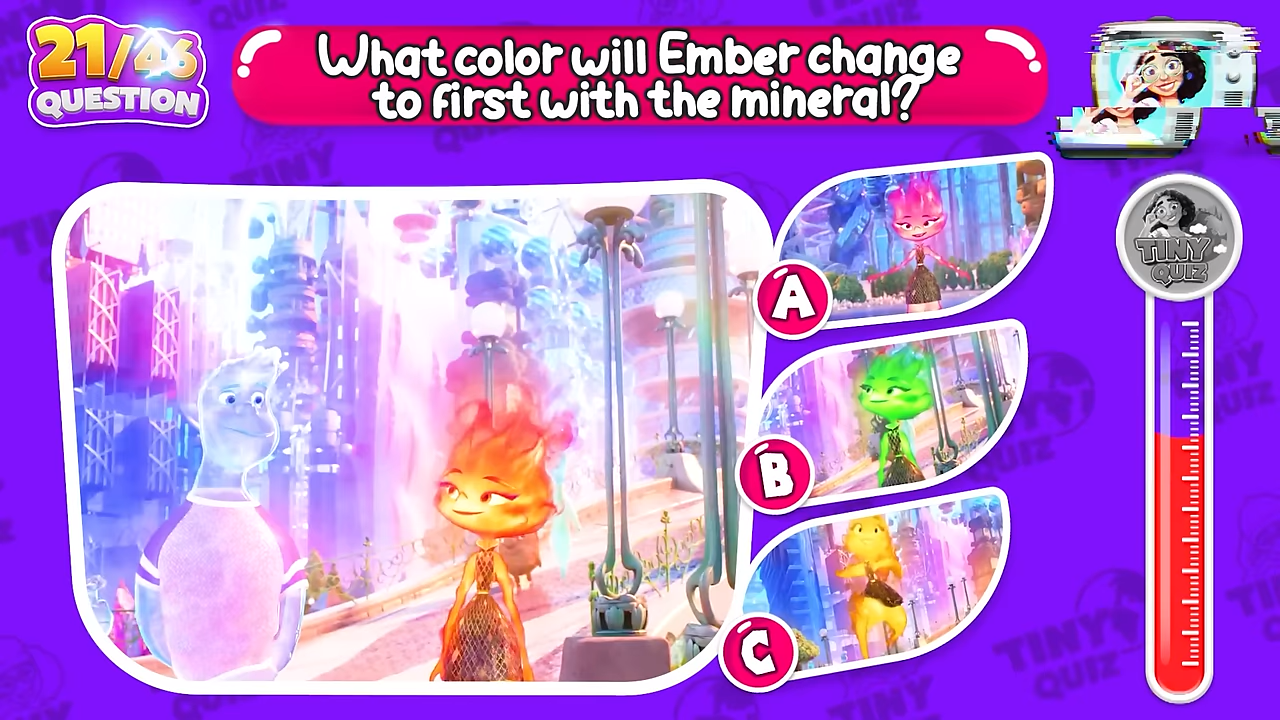 21/46
QUESTION
What color will Ember change
to first with the mineral?
A
B
C
TINY
QUIZ